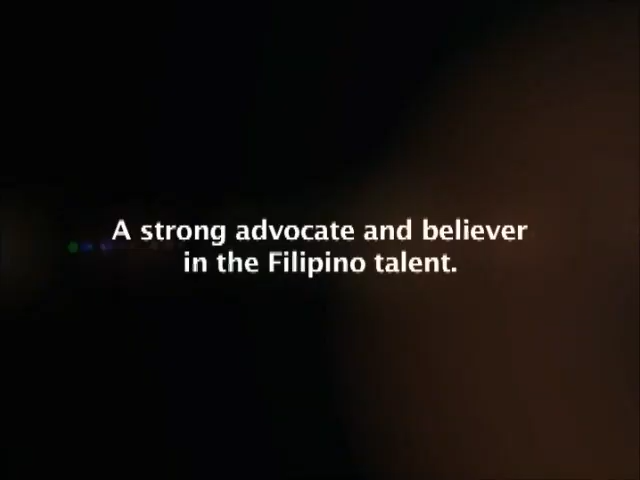 A strong advocate and believer
in the Filipino talent.